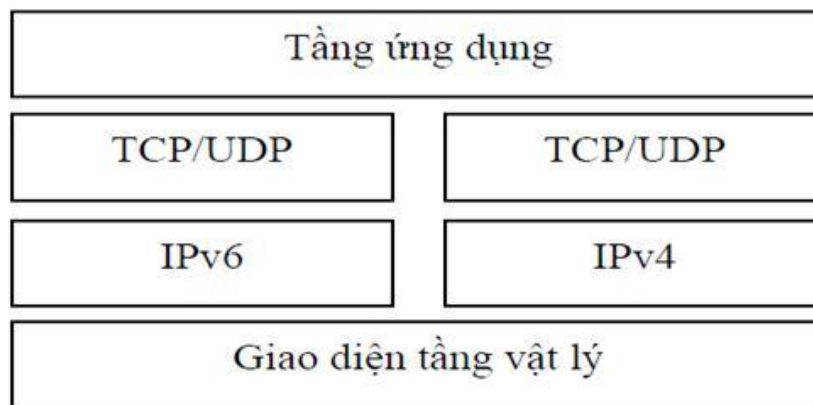 Tầng ứng dụng
TCP/UDP TCP/UDP
IPv6 IPv4
Giao diện tầng vật lý